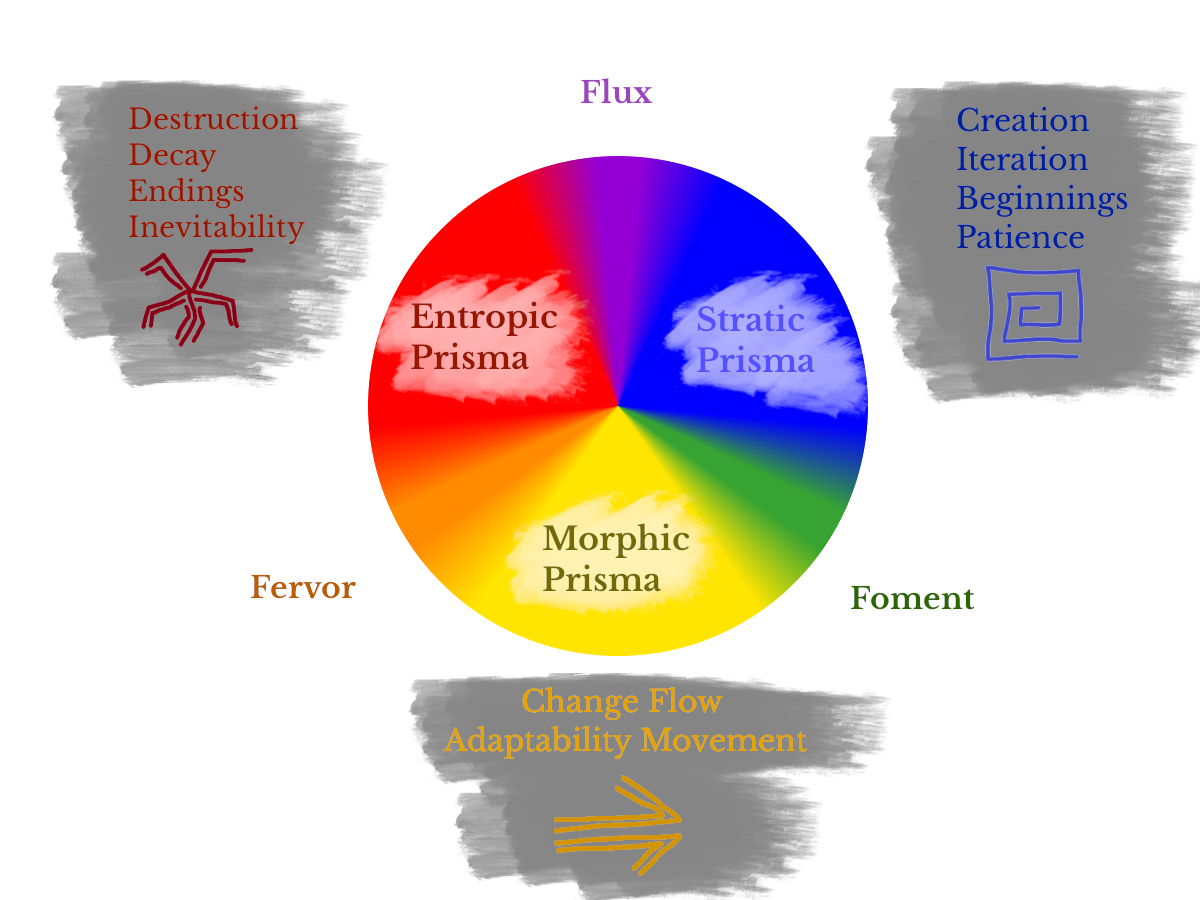 Flux
Destruction
Decay
Endings
Inevitability
Creation
Iteration
Beginnings
Patience
Entropic
Prisma
Stratic
Prisma
Morphic
Prisma
Fervor
Foment
Change Flow
Adaptability Movement